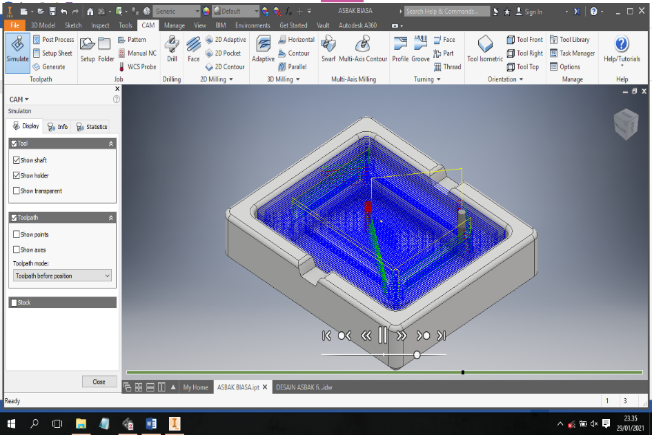 Generic
Default
ASBAK BIASA
Search Help & Commands...
Sign In
File 3D Model Sketch Inspect Tools CAM Manage View BIM Environments Get Started Vault Autodesk A360
Simulate
Post Process
Setup Sheet
Generate
Toolpath
Setup Folder
Pattern
Manual NC
WCS Probe
Job
Drill
Drilling
Face
2D Adaptive
2D Pocket
2D Contour
2D Milling
Adaptive
Horizontal
Contour
Parallel
3D Milling
Swarf Multi-Axis Contour
Multi-Axis Milling
Profile Groove
Face
Part
Thread
Turning
Tool Isometric
Tool Front
Tool Right
Tool Top
Orientation
Tool Library
Task Manager
Options
Manage
Help/Tutorials
Help
CAM
Simulation
Display Info Statistics
Tool
Show shaft
Show holder
Show transparent
Toolpath
Show points
Show axes
Toolpath mode:
Toolpath before position
Stock
Close
My Home ASBAK BIASA.ipt X DESAIN ASBAK fi...idw
Ready
1 3
23.35
29/01/2021